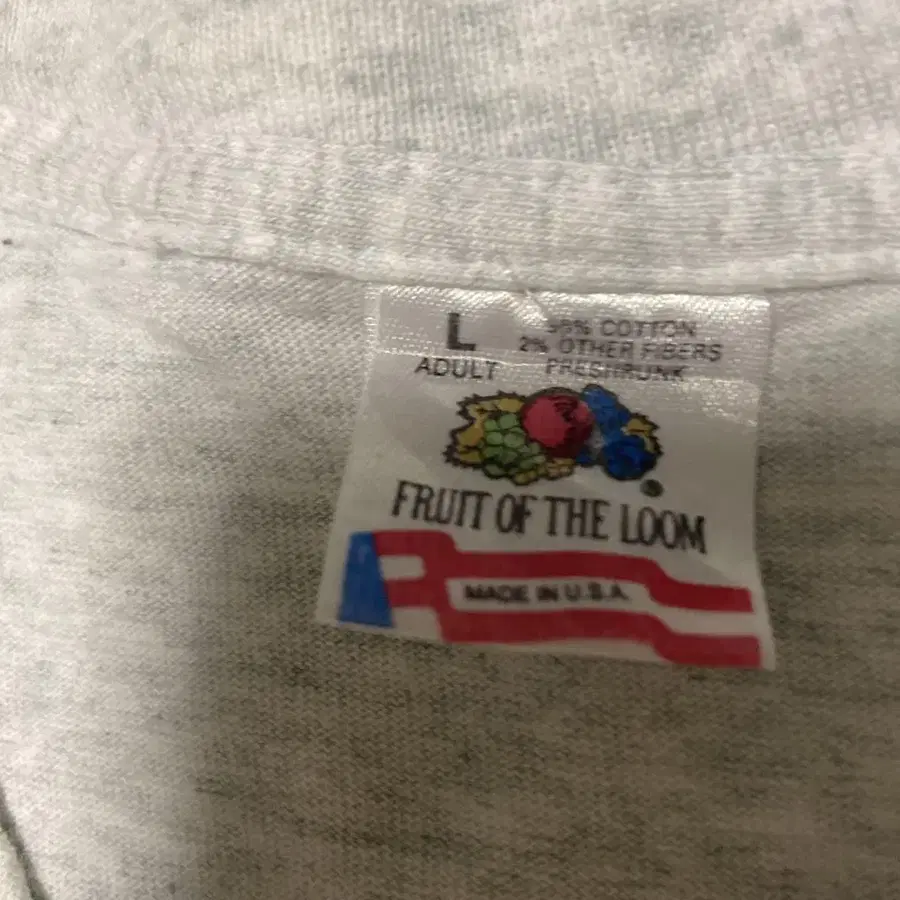 L
ADULT
98% COTTON
2% OTHER FIBERS
PRESHRUNK
FRUIT OF THE LOOM
MADE IN U.S.A.